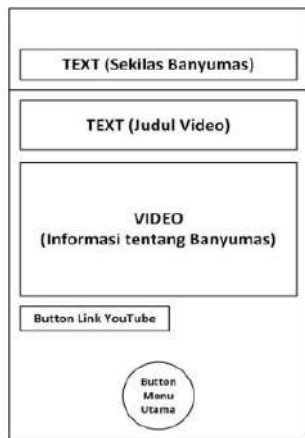 TEXT (Sekilas Banyumas)
TEXT (Judul Video)
VIDEO
(Informasi tentang Banyumas)
Button Link YouTube
Button
Menu
Utama